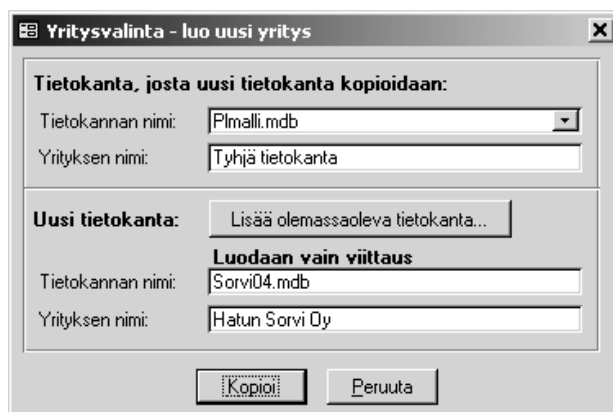 Yritysvalinta - luo uusi yritys
Tietokanta, josta uusi tietokanta kopioidaan:
Tietokannan nimi: Plmalli.mdb
Yrityksen nimi: Tyhjä tietokanta
Uusi tietokanta: Lisää olemassaoleva tietokanta...
Luodaan vain viittaus
Tietokannan nimi: Sorvi04.mdb
Yrityksen nimi: Hatun Sorvi Oy
Kopioi Peruuta